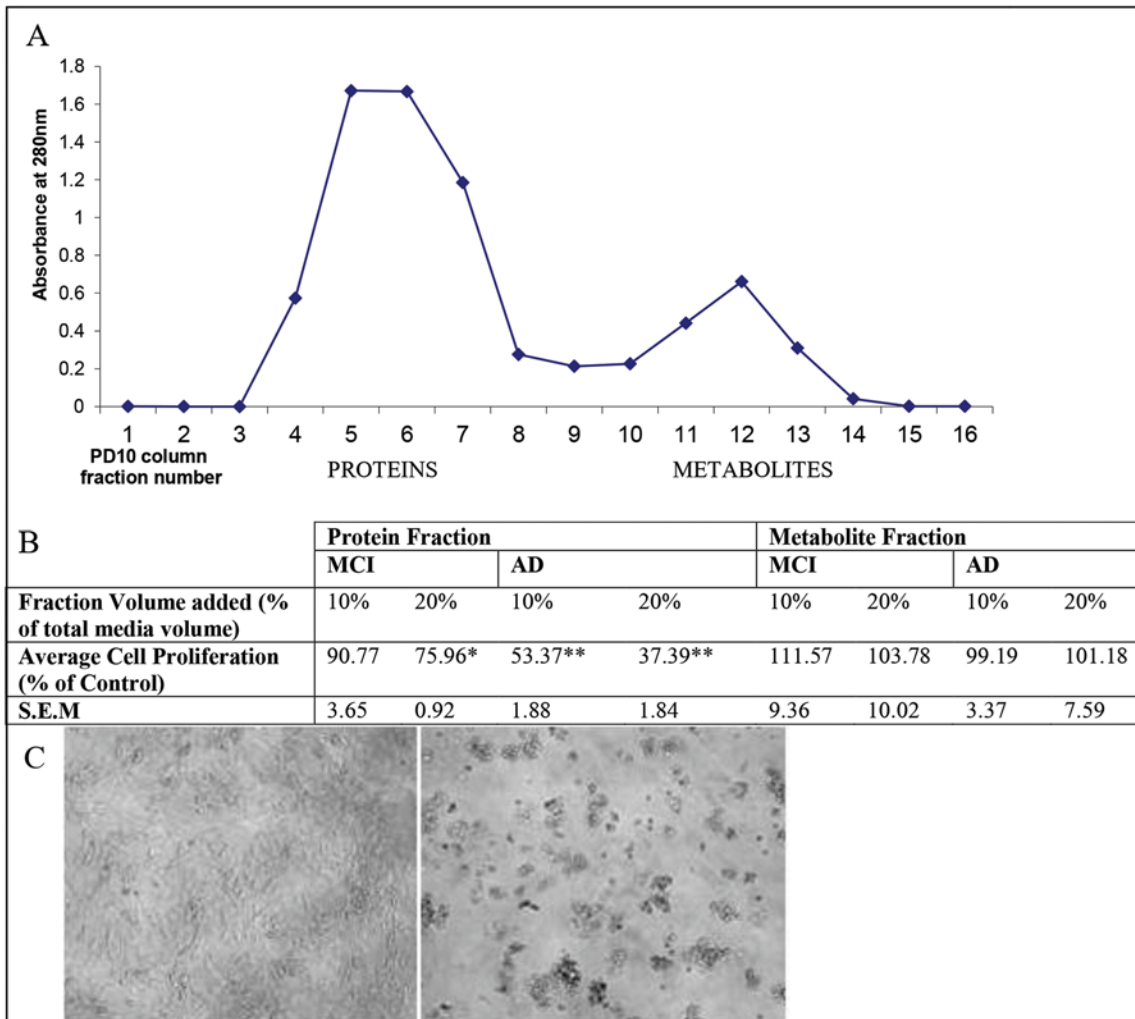 A
1.8
1.6
1.4
1.2
1
0.8
0.6
0.4
0.2
0
Absorbance at 280nm
1 2 3 4 5 6 7 8 9 10 11 12 13 14 15 16
PD10 column
fraction number
PROTEINS METABOLITES
B
Protein Fraction Metabolite Fraction
MCI AD MCI AD
Fraction Volume added (%
of total media volume)
10% 20% 10% 20% 10% 20% 10% 20%
Average Cell Proliferation
(% of Control)
90.77 75.96* 53.37** 37.39** 111.57 103.78 99.19 101.18
S.E.M 3.65 0.92 1.88 1.84 9.36 10.02 3.37 7.59
C